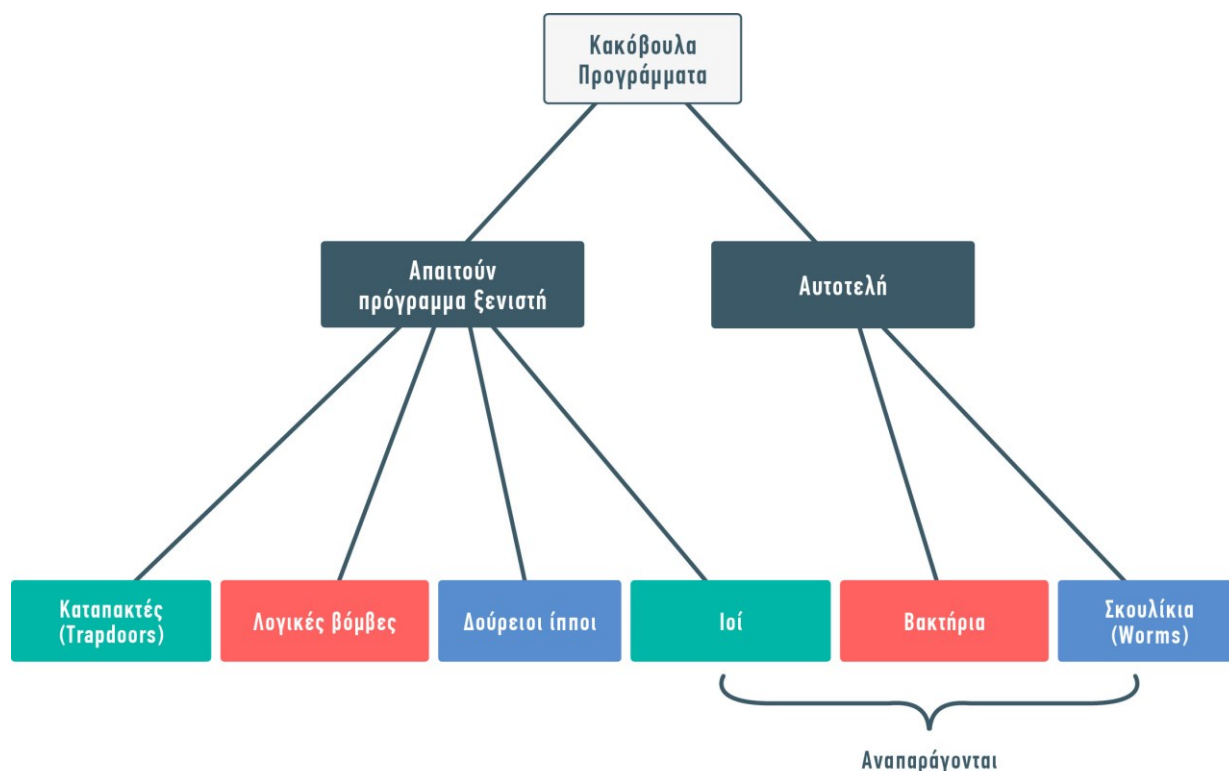 Κακόβουλα
Προγράμματα
Απαιτούν
πρόγραμμα ξενιστή
Αυτοτελή
Καταπακτές
(Trapdoors)
Λογικές βόμβες
Δούρειοι ίπποι
Ιοί
Βακτήρια
Σκουλίκια
(Worms)
Αναπαράγονται